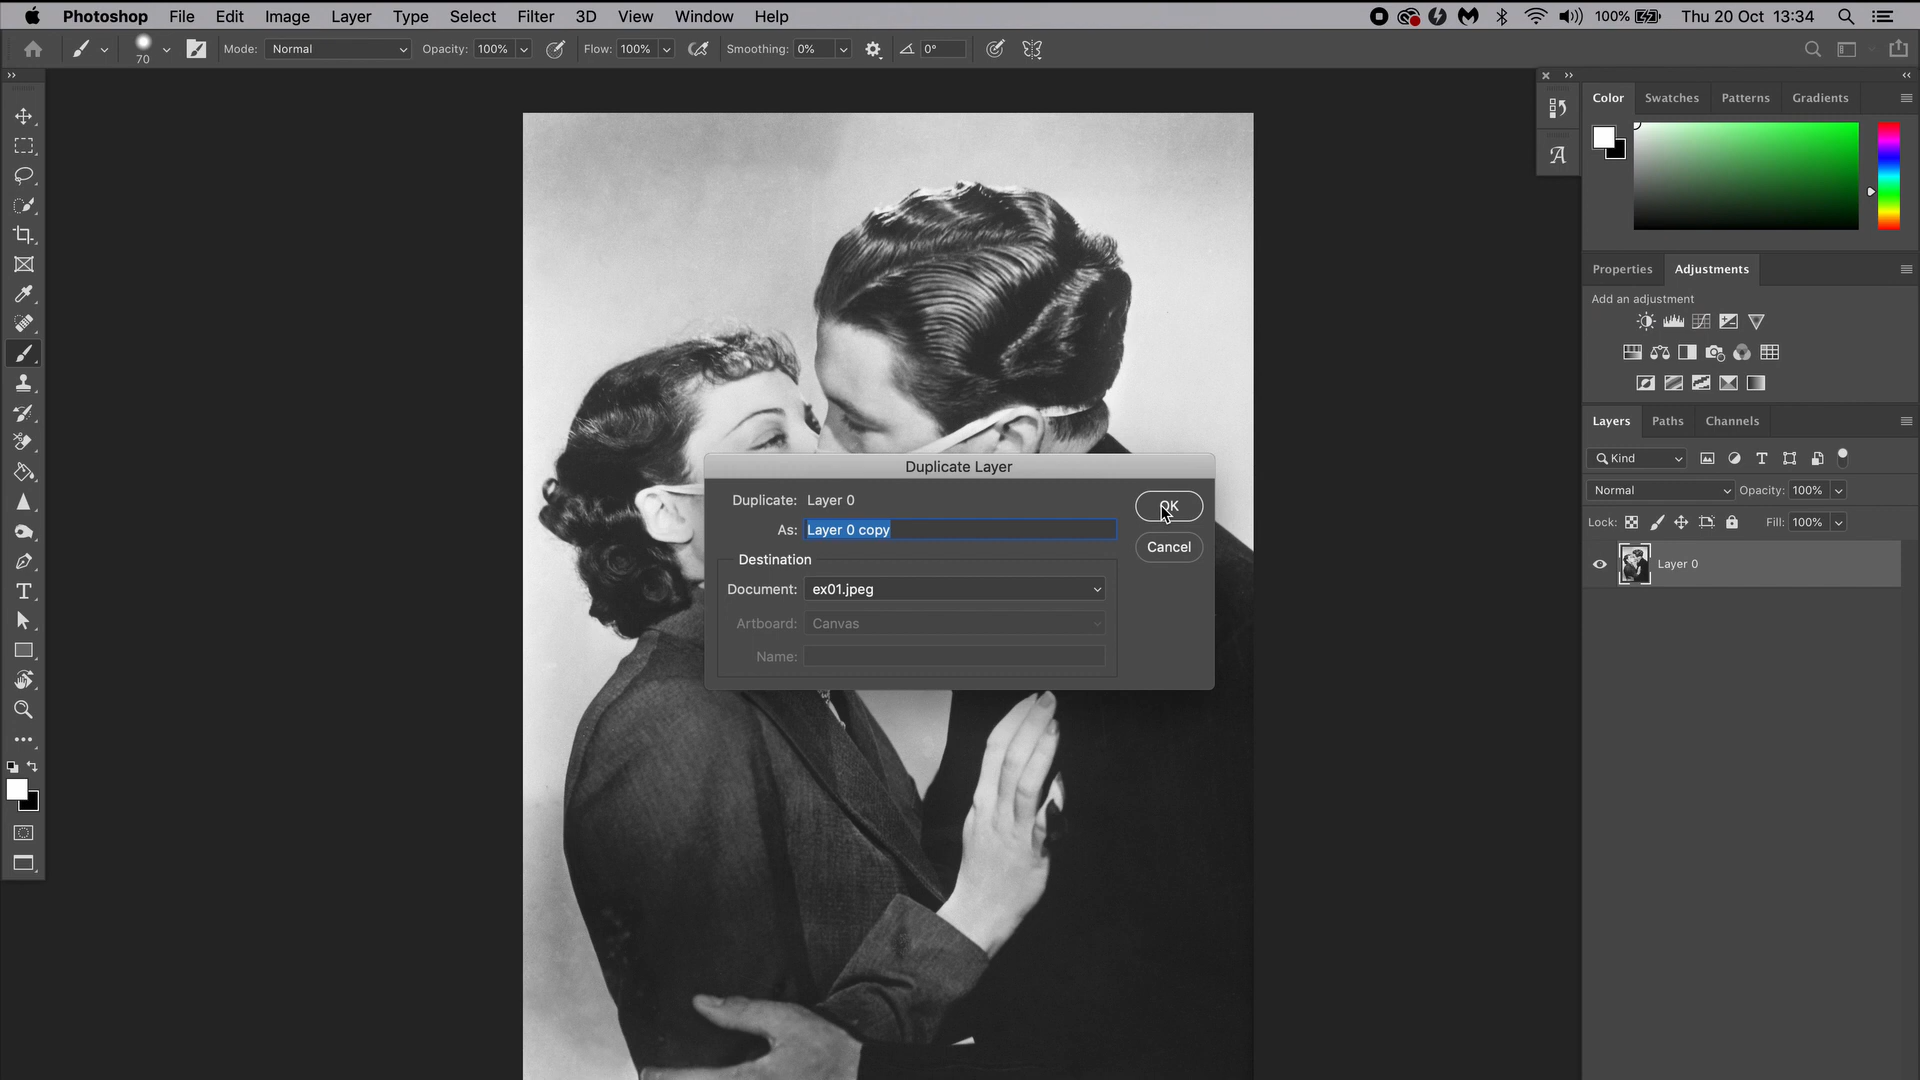 Photoshop File Edit Image Layer Type Select Filter 3D View Window Help 100% Thu 20 Oct 13:34
70 Mode: Normal Opacity: 100% Flow: 100% Smoothing: 0% 0°
Color Swatches Patterns Gradients
Properties Adjustments
Add an adjustment
Layers Paths Channels
Kind
Normal Opacity: 100%
Lock: Fill: 100%
Layer 0
Duplicate Layer
Duplicate: Layer 0
OK
As: Layer 0 copy
Cancel
Destination
Document: ex01.jpeg
Artboard: Canvas
Name: